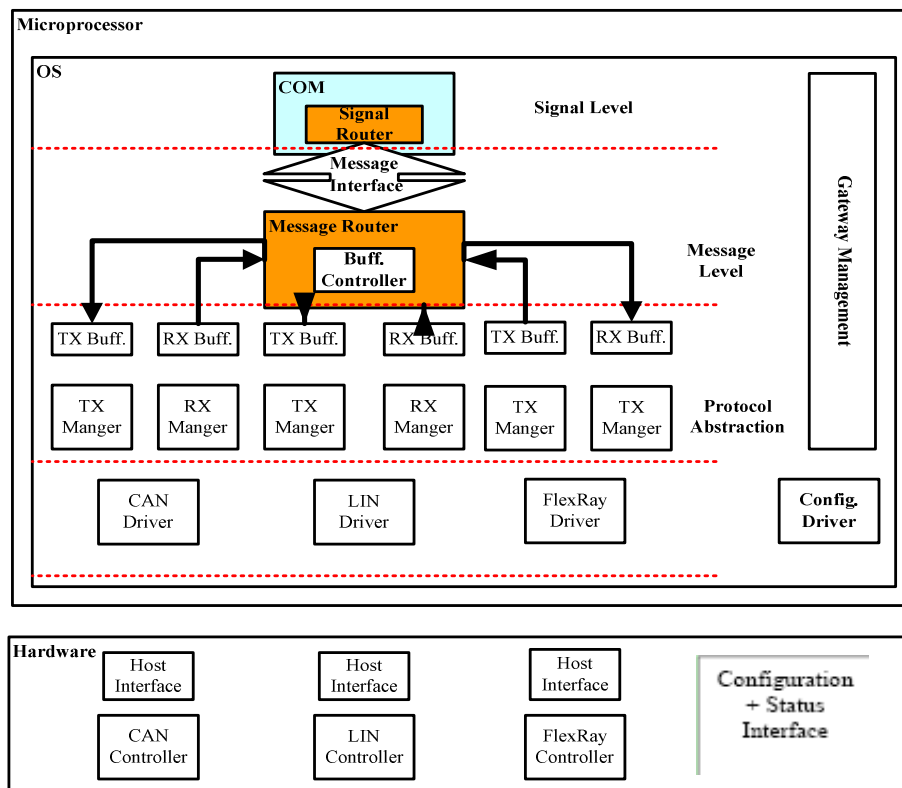 Microprocessor
OS
COM
Signal
Router
Signal Level
Message
Interface
Message Router
Buff.
Controller
Message
Level
Gateway Management
TX Buff.
RX Buff.
TX Buff.
RX Buff.
TX Buff.
RX Buff.
TX
Manger
RX
Manger
TX
Manger
RX
Manger
TX
Manger
TX
Manger
Protocol
Abstraction
CAN
Driver
LIN
Driver
FlexRay
Driver
Config.
Driver
Hardware
Host
Interface
Host
Interface
Host
Interface
Configuration
+ Status
Interface
CAN
Controller
LIN
Controller
FlexRay
Controller